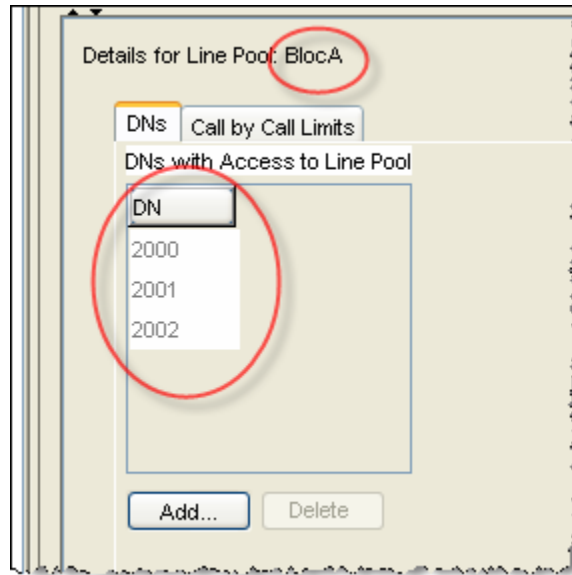 Details for Line Pool: BlocA
DNs Call by Call Limits
DNs with Access to Line Pool
DN
2000
2001
2002
Add... Delete